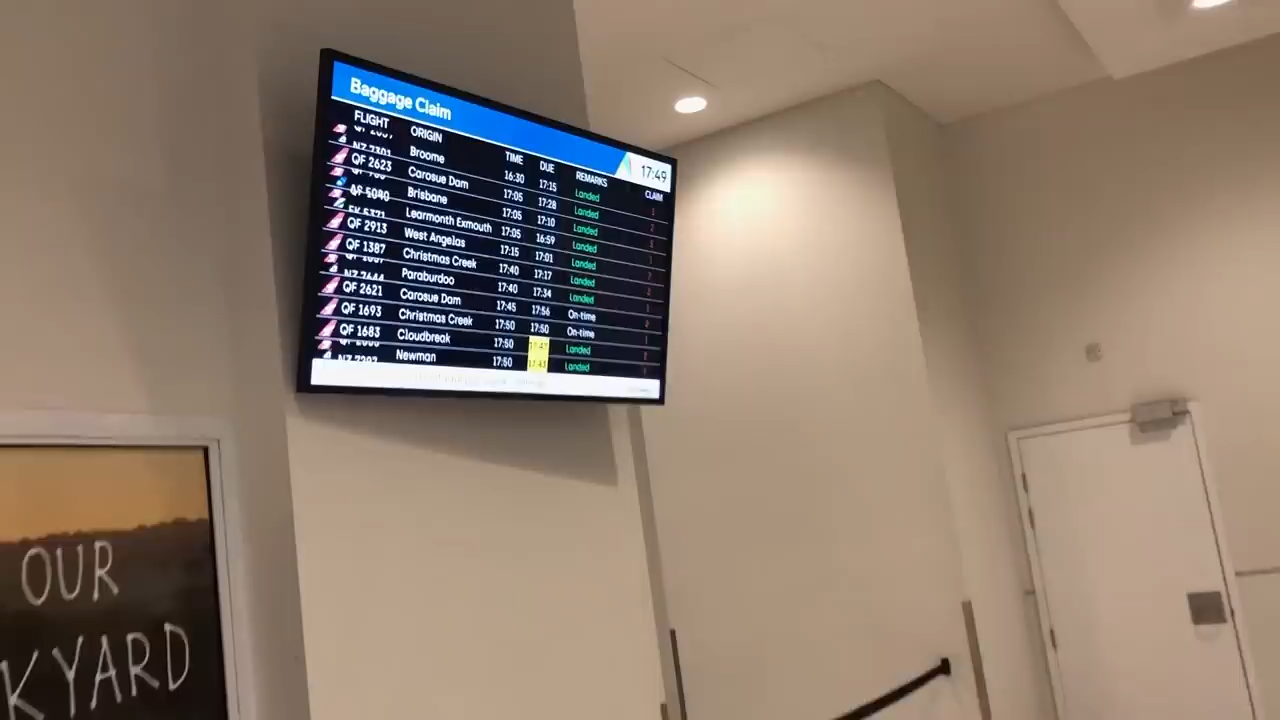 Baggage Claim
17:49
FLIGHT ORIGIN TIME DUE REMARKS CLAIM
Broome 16:30 17:15 Landed
QF 2623 Carosue Dam 17:05 17:28 Landed
Brisbane 17:05 17:10 Landed
Learmonth Exmouth 17:05 16:59 Landed
QF 2913 West Angelas 17:15 17:01 Landed
QF 1387 Christmas Creek 17:40 17:17 Landed
Paraburdoo 17:40 17:34 Landed
QF 2621 Carosue Dam 17:45 17:56 On-time
QF 1693 Christmas Creek 17:50 17:50 On-time
QF 1683 Cloudbreak 17:50 17:47 Landed
Newman 17:50 17:43 Landed
OUR
KYARD